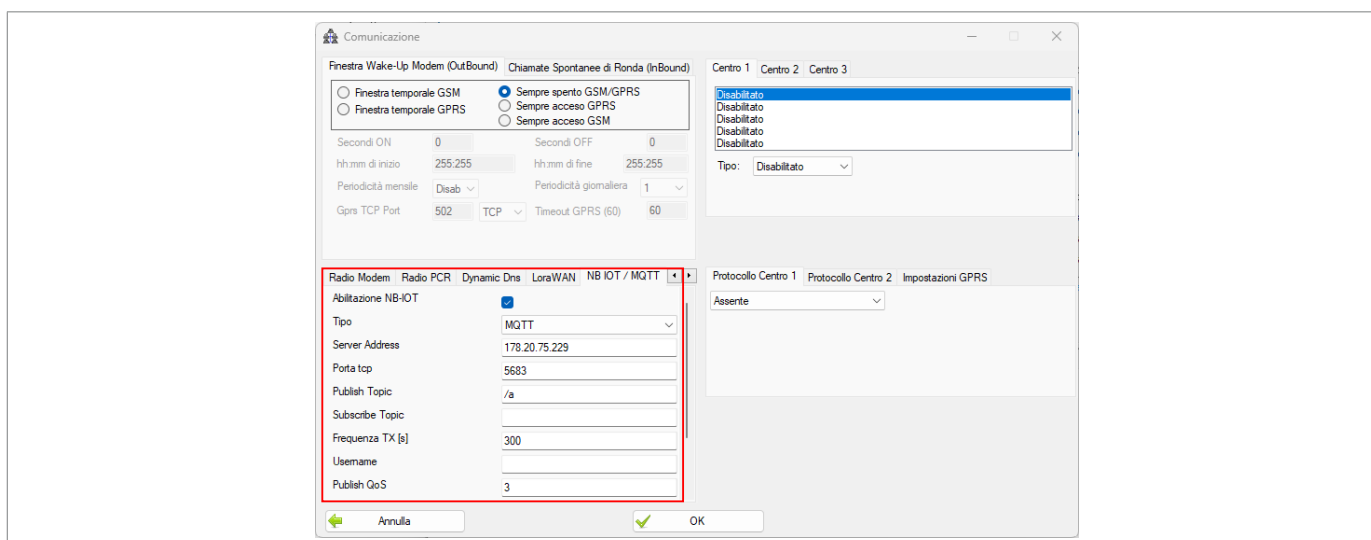 Comunicazione
Finestra Wake-Up Modem (OutBound) Chiamate Spontanee di Ronda (InBound)
Finestra temporale GSM
Finestra temporale GPRS
Sempre spento GSM/GPRS
Sempre acceso GPRS
Sempre acceso GSM
Secondi ON 0 Secondi OFF 0
hh:mm di inizio 255:255 hh:mm di fine 255:255
Periodicità mensile Disab Periodicità giornaliera 1
Gprs TCP Port 502 TCP Timeout GPRS (60) 60
Centro 1 Centro 2 Centro 3
Disabilitato
Disabilitato
Disabilitato
Disabilitato
Disabilitato
Tipo: Disabilitato
Radio Modem Radio PCR Dynamic Dns LoraWAN NB IOT / MQTT
Abilitazione NB-IOT
Tipo MQTT
Server Address 178.20.75.229
Porta tcp 5683
Publish Topic /a
Subscribe Topic
Frequenza TX [s] 300
Username
Publish QoS 3
Protocollo Centro 1 Protocollo Centro 2 Impostazioni GPRS
Assente
Annulla OK